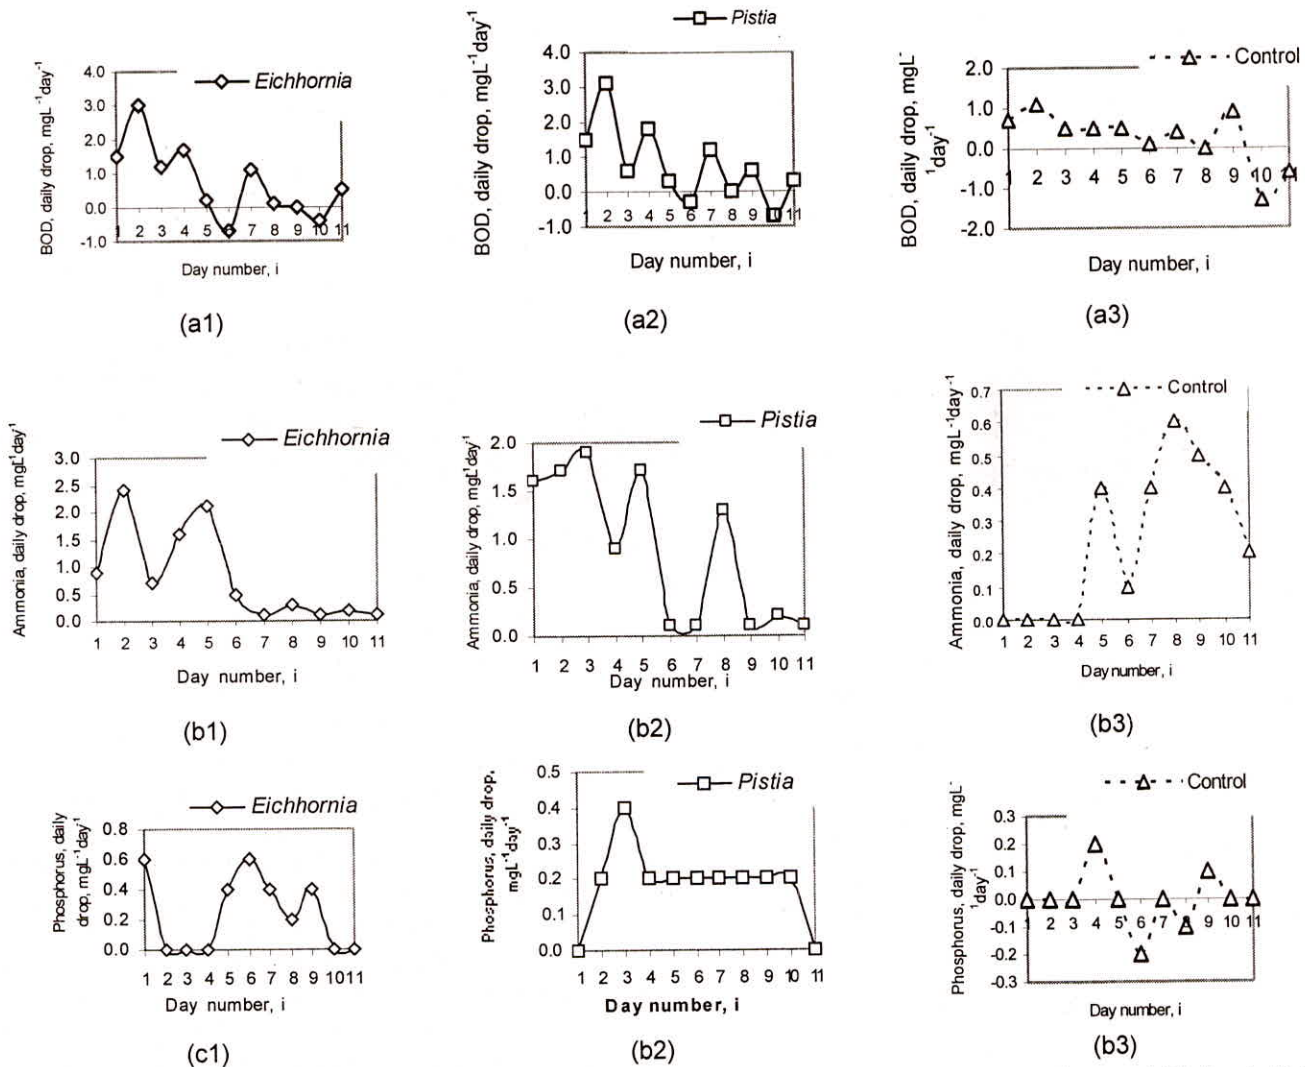 Eichhornia
BOD, daily drop, mgL⁻¹day⁻¹
4.0
3.0
2.0
1.0
0.0
-1.0
1 2 3 4 5 6 7 8 9 10 11
Day number, i
(a1)
Pistia
BOD, daily drop, mgL⁻¹day⁻¹
4.0
3.0
2.0
1.0
0.0
-1.0
1 2 3 4 5 6 7 8 9 10 11
Day number, i
(a2)
Control
BOD, daily drop, mgL⁻
¹day⁻¹
2.0
1.0
0.0
-1.0
-2.0
1 2 3 4 5 6 7 8 9 10 11
Day number, i
(a3)
Eichhornia
Ammonia, daily drop, mgL¹day¹
3.0
2.5
2.0
1.5
1.0
0.5
0.0
1 2 3 4 5 6 7 8 9 10 11
Day number, i
(b1)
Pistia
Ammonia, daily drop, mgL¹day¹
2.0
1.5
1.0
0.5
0.0
1 2 3 4 5 6 7 8 9 10 11
Day number, i
(b2)
Control
Ammonia, daily drop, mgL⁻¹day⁻¹
0.7
0.6
0.5
0.4
0.3
0.2
0.1
0.0
1 2 3 4 5 6 7 8 9 10 11
Day number, i
(b3)
Eichhornia
Phosphorus, daily
drop, mgL⁻¹day⁻¹
0.8
0.6
0.4
0.2
0.0
1 2 3 4 5 6 7 8 9 10 11
Day number, i
(c1)
Pistia
Phosphorus, daily drop,
mgL⁻¹day⁻¹
0.5
0.4
0.3
0.2
0.1
0.0
1 2 3 4 5 6 7 8 9 10 11
Day number, i
(b2)
Control
Phosphorus, daily drop, mgL⁻
¹day⁻¹
0.3
0.2
0.1
0.0
-0.1
-0.2
-0.3
1 2 3 4 5 6 7 8 9 10 11
Day number, i
(b3)